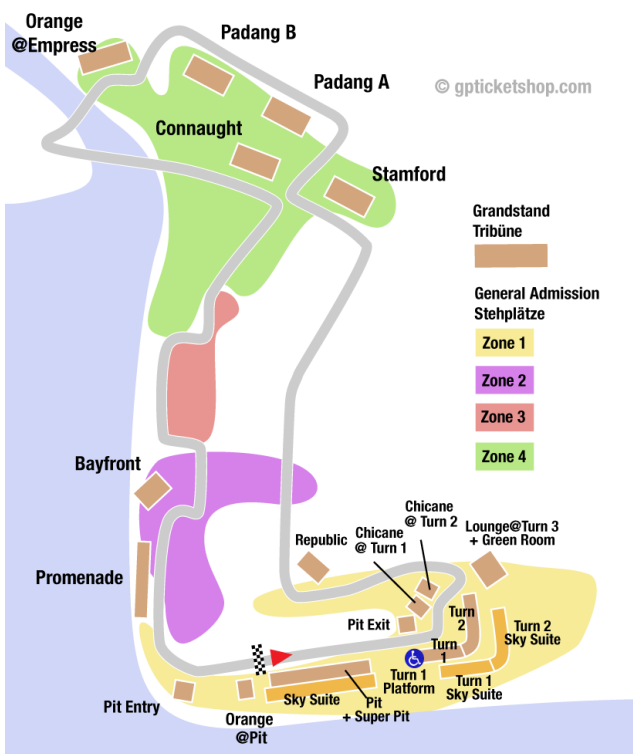 Orange
@Empress
Padang B
Padang A
© gpticketshop.com
Connaught
Stamford
Grandstand
Tribüne
General Admission
Stehplätze
Zone 1
Zone 2
Zone 3
Zone 4
Bayfront
Promenade
Republic
Chicane
@ Turn 1
Chicane
@ Turn 2
Lounge@Turn 3
+ Green Room
Pit Exit
Turn
2
Turn
1
Turn 2
Sky Suite
Turn 1
Platform
Turn 1
Sky Suite
Pit Entry
Orange
@Pit
Sky Suite
Pit
+ Super Pit